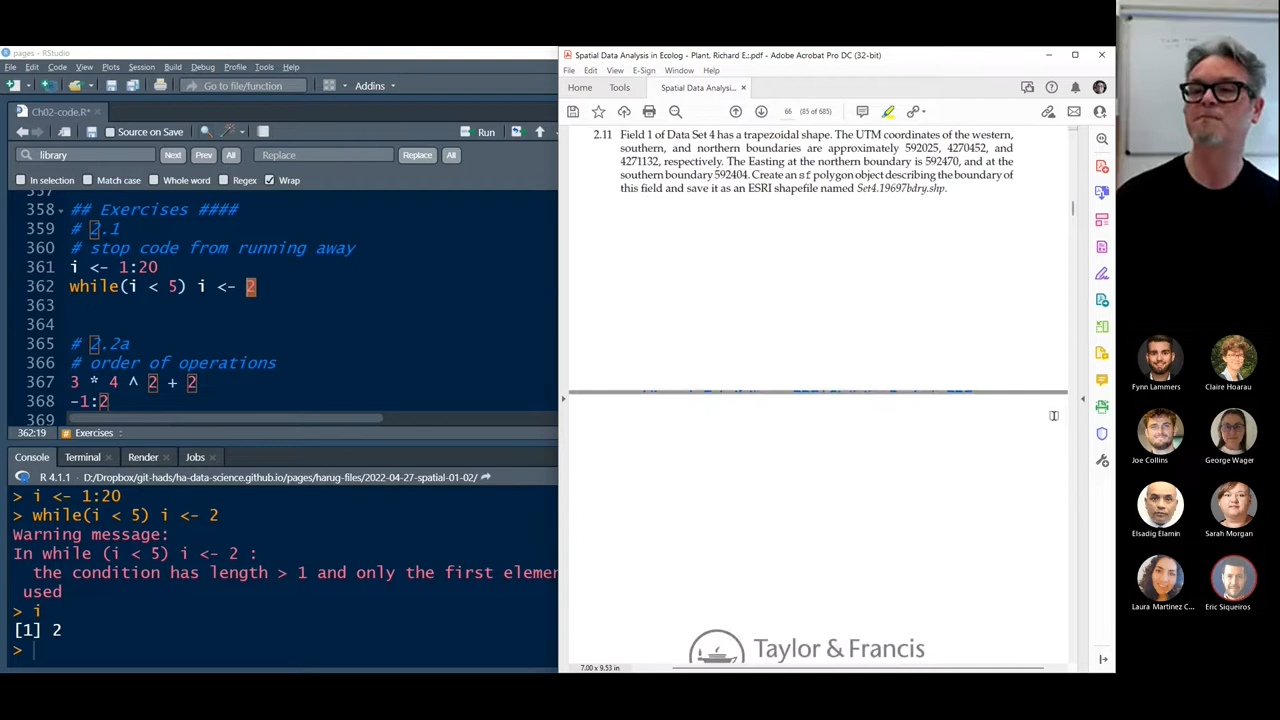 pages - RStudio
File Edit Code View Plots Session Build Debug Profile Tools Help
Go to file/function
Addins
Ch02-code.R*
Source on Save
Run
library
Next Prev All
Replace
Replace All
In selection Match case Whole word Regex Wrap
357
358 ## Exercises ####
359 # 2.1
360 # stop code from running away
361 i <- 1:20
362 while(i < 5) i <- 2
363
364
365 # 2.2a
366 # order of operations
367 3 * 4 ^ 2 + 2
368 -1:2
369
362:19 # Exercises
Console Terminal Render Jobs
R 4.1.1 · D:/Dropbox/git-hads/ha-data-science.github.io/pages/harug-files/2022-04-27-spatial-01-02/
> i <- 1:20
> while(i < 5) i <- 2
Warning message:
In while (i < 5) i <- 2 :
the condition has length > 1 and only the first eleme
used
> i
[1] 2
>
Spatial Data Analysis in Ecolog - Plant, Richard E.;.pdf - Adobe Acrobat Pro DC (32-bit)
File Edit View E-Sign Window Help
Home Tools Spatial Data Analysi...
66 (85 of 685)
2.11 Field 1 of Data Set 4 has a trapezoidal shape. The UTM coordinates of the western,
southern, and northern boundaries are approximately 592025, 4270452, and
4271132, respectively. The Easting at the northern boundary is 592470, and at the
southern boundary 592404. Create an sf polygon object describing the boundary of
this field and save it as an ESRI shapefile named Set4.19697bdry.shp.
Taylor & Francis
7.00 x 9.53 in
Fynn Lammers
Claire Hoarau
Joe Collins
George Wager
Elsadig Elamin
Sarah Morgan
Laura Martinez C...
Eric Siqueiros